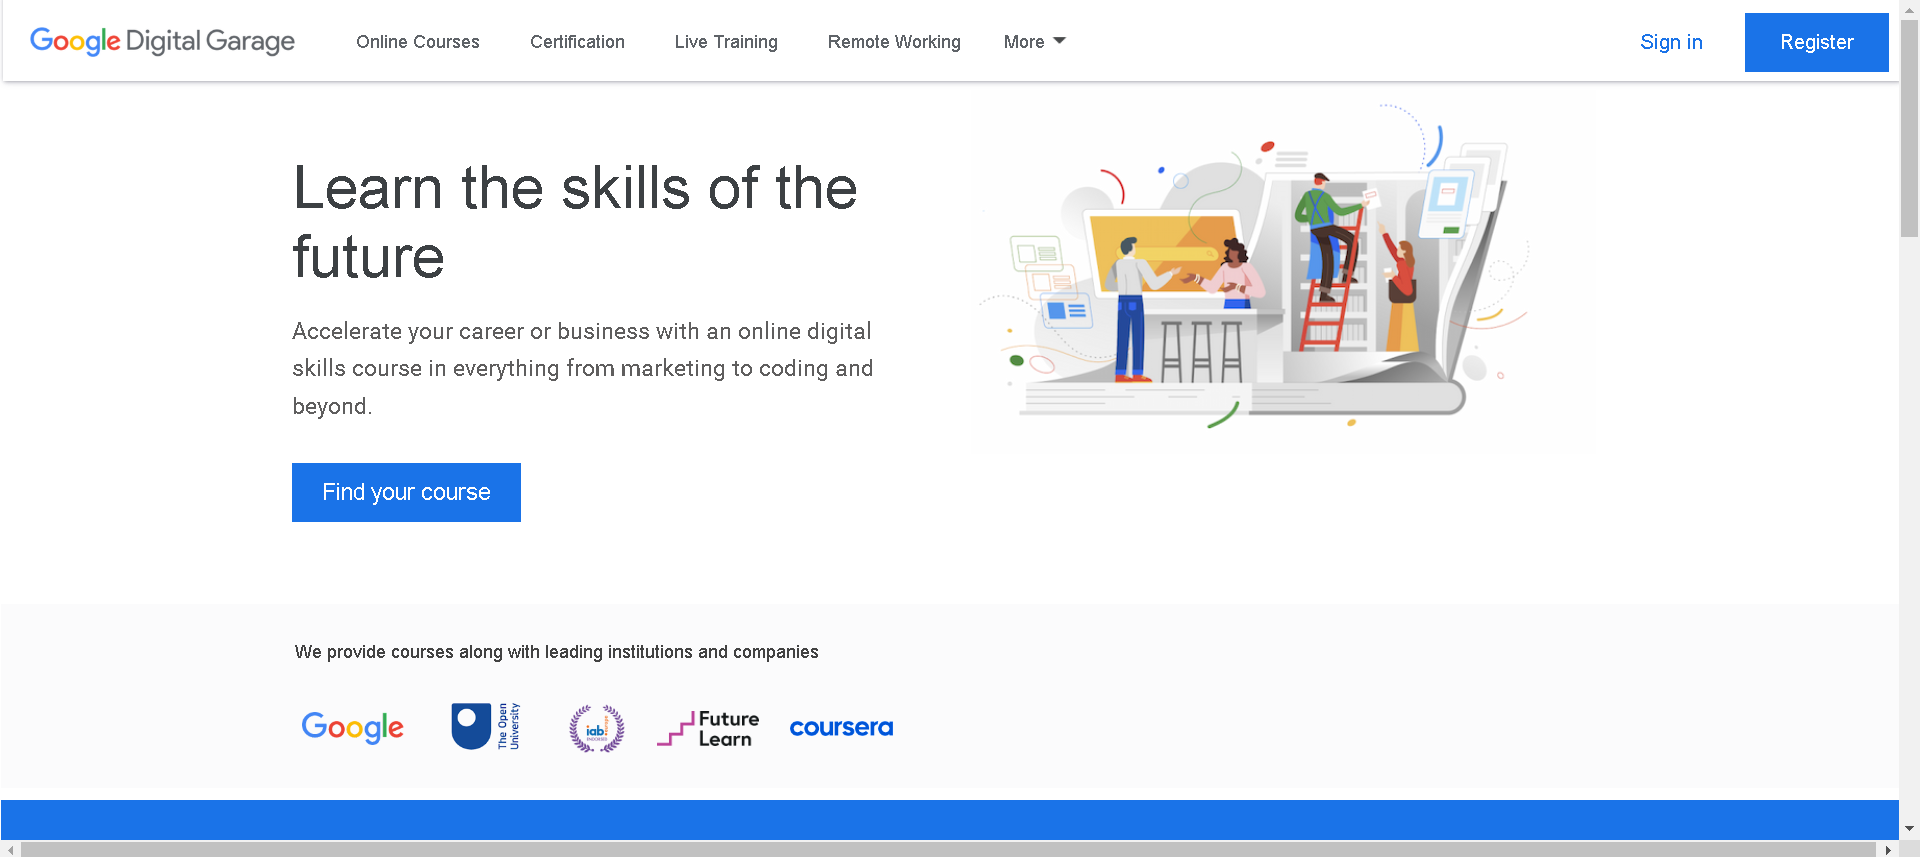 Google Digital Garage
Online Courses
Certification
Live Training
Remote Working
More
Sign in
Register
Learn the skills of the
future
Accelerate your career or business with an online digital
skills course in everything from marketing to coding and
beyond.
Find your course
We provide courses along with leading institutions and companies
Google
The Open
University
iab europe
Future
Learn
coursera